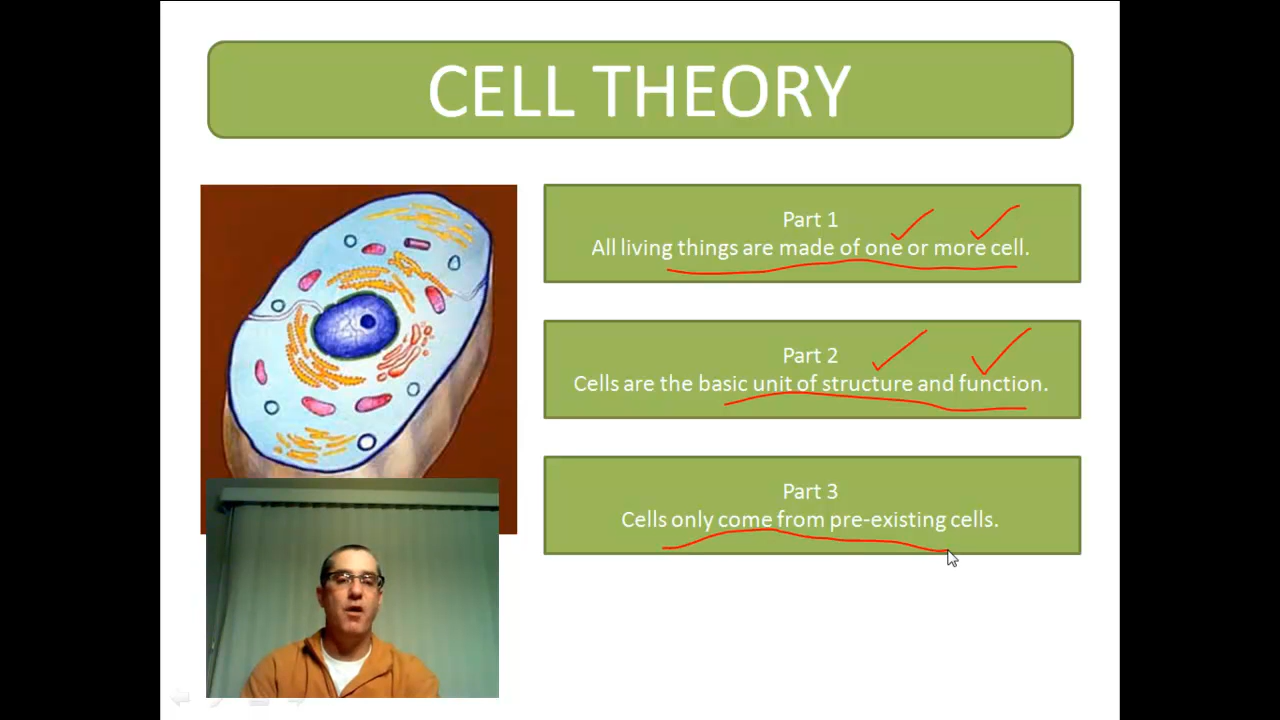 CELL THEORY
Part 1
All living things are made of one or more cell.
Part 2
Cells are the basic unit of structure and function.
Part 3
Cells only come from pre-existing cells.